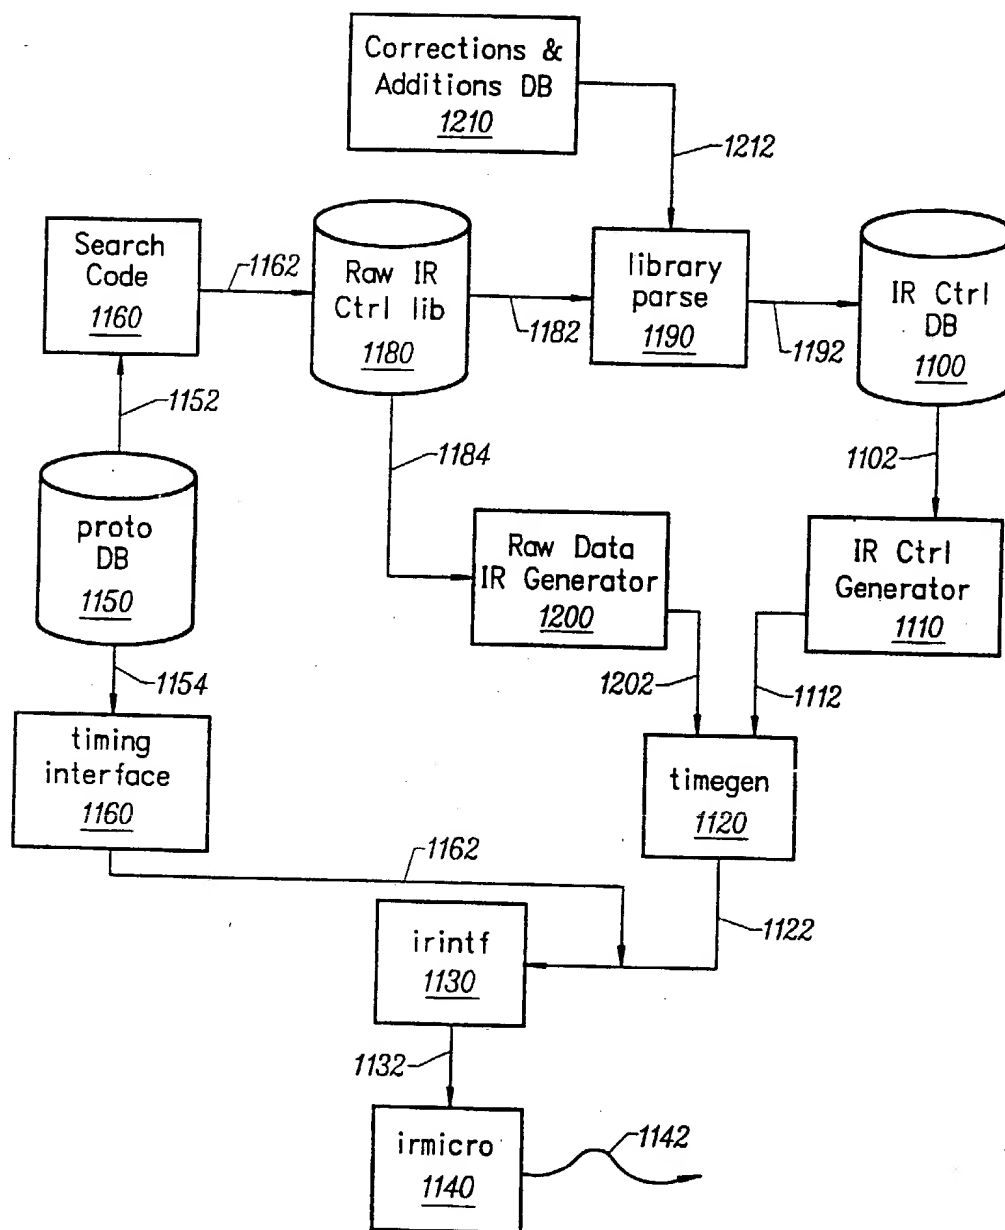 Corrections &
Additions DB
1210
1212
Search
Code
1160
1162
Raw IR
Ctrl lib
1180
1182
library
parse
1190
1192
IR Ctrl
DB
1100
1152
1184
1102
proto
DB
1150
Raw Data
IR Generator
1200
IR Ctrl
Generator
1110
1154
1202
1112
timing
interface
1160
timegen
1120
1162
1122
irintf
1130
1132
irmicro
1140
1142